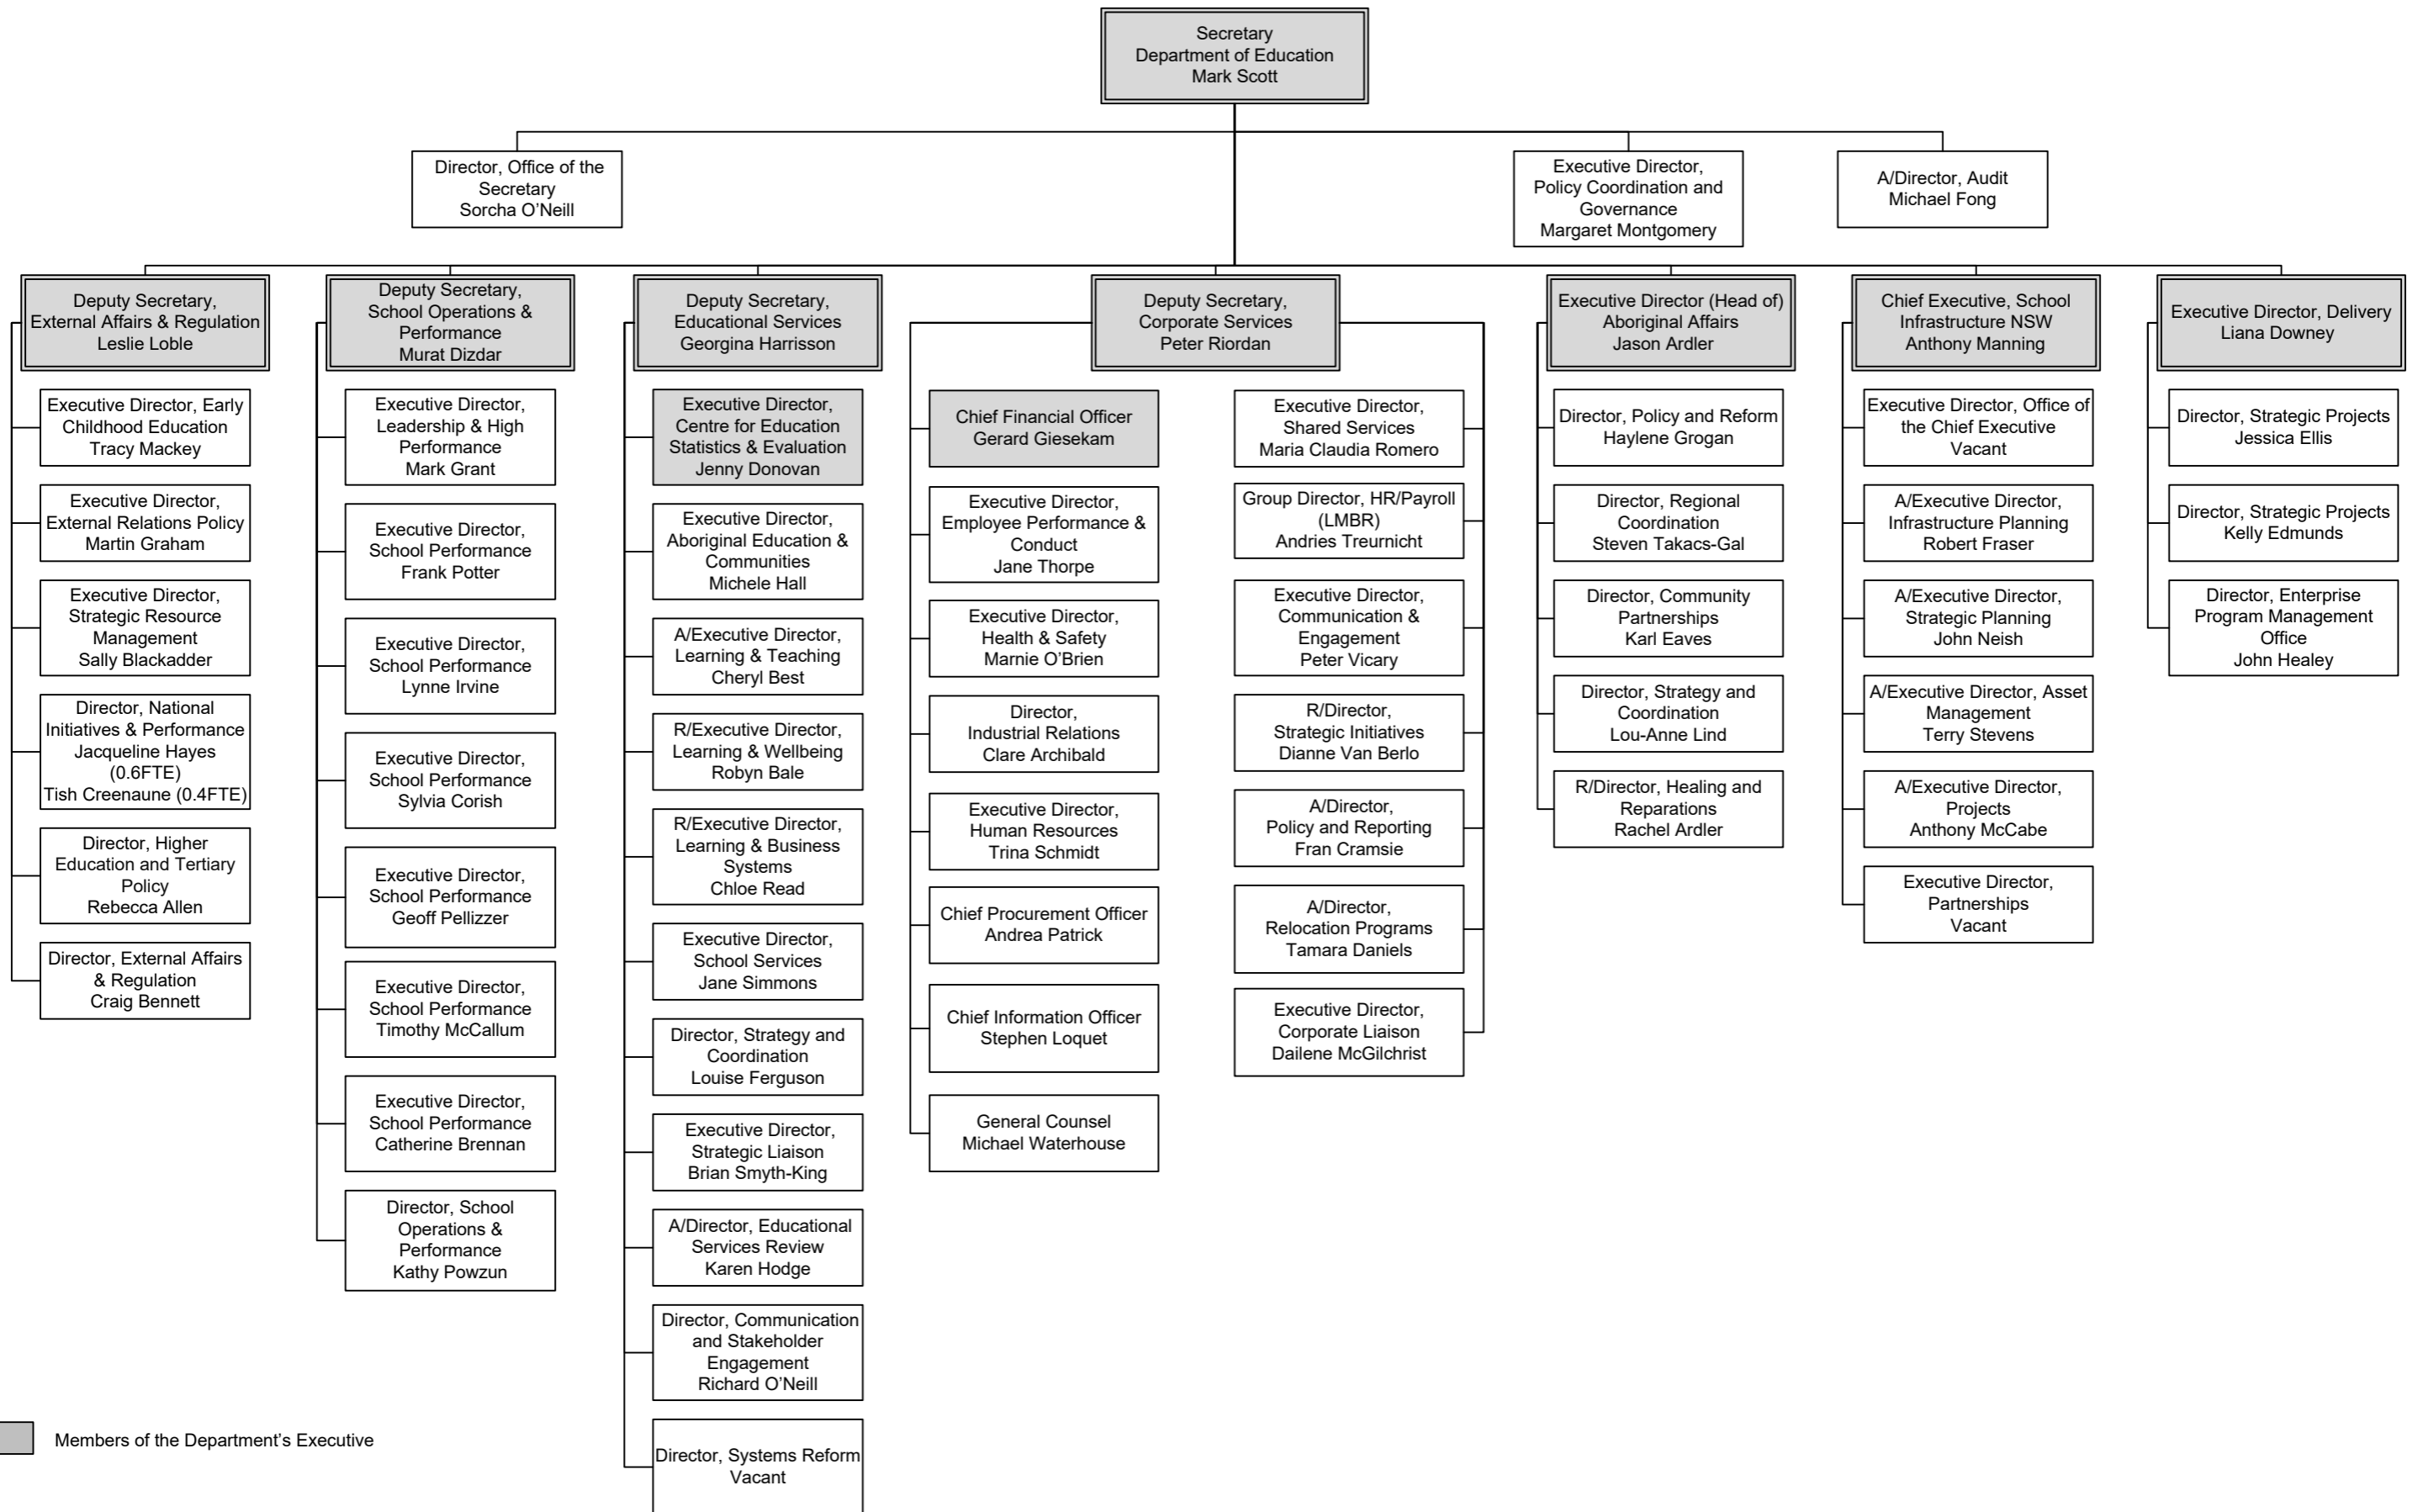 Secretary
Department of Education
Mark Scott
Director, Office of the
Secretary
Sorcha O’Neill
Executive Director,
Policy Coordination and
Governance
Margaret Montgomery
A/Director, Audit
Michael Fong
Deputy Secretary,
External Affairs & Regulation
Leslie Loble
Executive Director, Early
Childhood Education
Tracy Mackey
Executive Director,
External Relations Policy
Martin Graham
Executive Director,
Strategic Resource
Management
Sally Blackadder
Director, National
Initiatives & Performance
Jacqueline Hayes
(0.6FTE)
Tish Creenaune (0.4FTE)
Director, Higher
Education and Tertiary
Policy
Rebecca Allen
Director, External Affairs
& Regulation
Craig Bennett
Deputy Secretary,
School Operations &
Performance
Murat Dizdar
Executive Director,
Leadership & High
Performance
Mark Grant
Executive Director,
School Performance
Frank Potter
Executive Director,
School Performance
Lynne Irvine
Executive Director,
School Performance
Sylvia Corish
Executive Director,
School Performance
Geoff Pellizzer
Executive Director,
School Performance
Timothy McCallum
Executive Director,
School Performance
Catherine Brennan
Director, School
Operations &
Performance
Kathy Powzun
Deputy Secretary,
Educational Services
Georgina Harrisson
Executive Director,
Centre for Education
Statistics & Evaluation
Jenny Donovan
Executive Director,
Aboriginal Education &
Communities
Michele Hall
A/Executive Director,
Learning & Teaching
Cheryl Best
R/Executive Director,
Learning & Wellbeing
Robyn Bale
R/Executive Director,
Learning & Business
Systems
Chloe Read
Executive Director,
School Services
Jane Simmons
Director, Strategy and
Coordination
Louise Ferguson
Executive Director,
Strategic Liaison
Brian Smyth-King
A/Director, Educational
Services Review
Karen Hodge
Director, Communication
and Stakeholder
Engagement
Richard O’Neill
Director, Systems Reform
Vacant
Deputy Secretary,
Corporate Services
Peter Riordan
Chief Financial Officer
Gerard Giesekam
Executive Director,
Employee Performance &
Conduct
Jane Thorpe
Executive Director,
Health & Safety
Marnie O’Brien
Director,
Industrial Relations
Clare Archibald
Executive Director,
Human Resources
Trina Schmidt
Chief Procurement Officer
Andrea Patrick
Chief Information Officer
Stephen Loquet
General Counsel
Michael Waterhouse
Executive Director,
Shared Services
Maria Claudia Romero
Group Director, HR/Payroll
(LMBR)
Andries Treurnicht
Executive Director,
Communication &
Engagement
Peter Vicary
R/Director,
Strategic Initiatives
Dianne Van Berlo
A/Director,
Policy and Reporting
Fran Cramsie
A/Director,
Relocation Programs
Tamara Daniels
Executive Director,
Corporate Liaison
Dailene McGilchrist
Executive Director (Head of)
Aboriginal Affairs
Jason Ardler
Director, Policy and Reform
Haylene Grogan
Director, Regional
Coordination
Steven Takacs-Gal
Director, Community
Partnerships
Karl Eaves
Director, Strategy and
Coordination
Lou-Anne Lind
R/Director, Healing and
Reparations
Rachel Ardler
Chief Executive, School
Infrastructure NSW
Anthony Manning
Executive Director, Office of
the Chief Executive
Vacant
A/Executive Director,
Infrastructure Planning
Robert Fraser
A/Executive Director,
Strategic Planning
John Neish
A/Executive Director, Asset
Management
Terry Stevens
A/Executive Director,
Projects
Anthony McCabe
Executive Director,
Partnerships
Vacant
Executive Director, Delivery
Liana Downey
Director, Strategic Projects
Jessica Ellis
Director, Strategic Projects
Kelly Edmunds
Director, Enterprise
Program Management
Office
John Healey
Members of the Department’s Executive